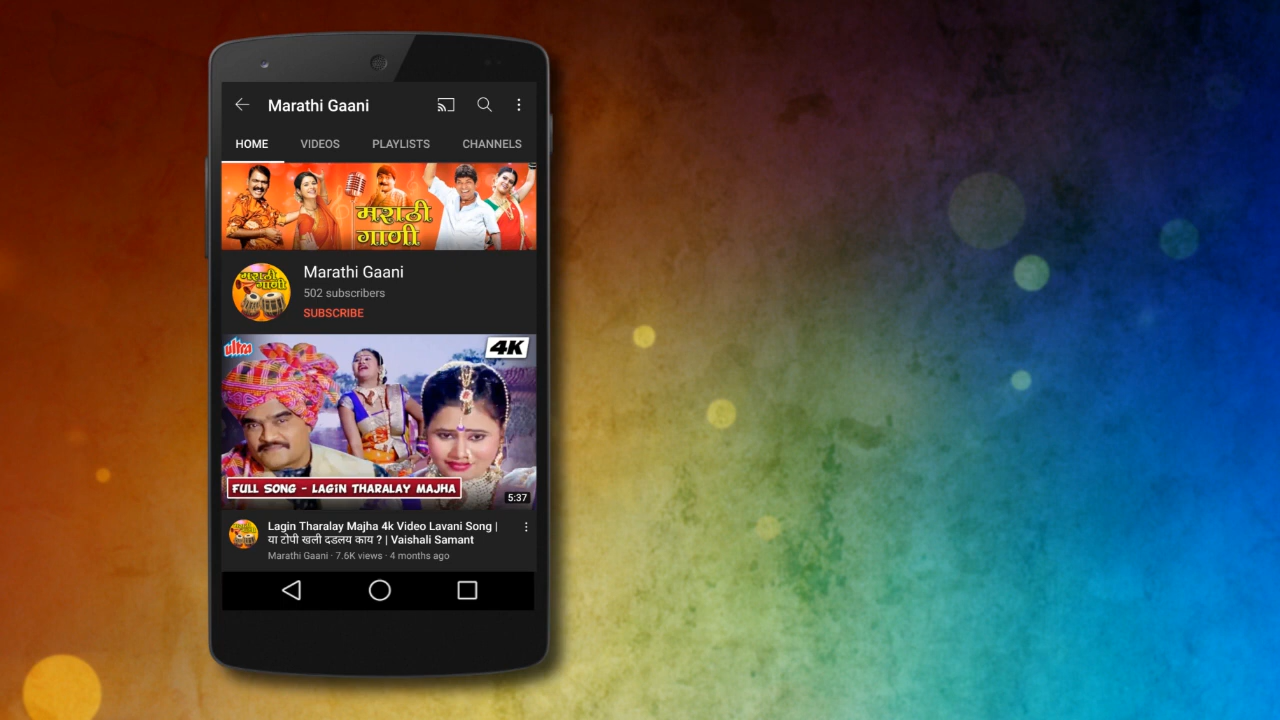 Marathi Gaani
HOME VIDEOS PLAYLISTS CHANNELS
मराठी
गाणी
मराठी
गाणी
Marathi Gaani
502 subscribers
SUBSCRIBE
ultra
4K
FULL SONG - LAGIN THARALAY MAJHA
5:37
Lagin Tharalay Majha 4k Video Lavani Song |
या टोपी खली दडलय काय ? | Vaishali Samant
Marathi Gaani · 7.6K views · 4 months ago